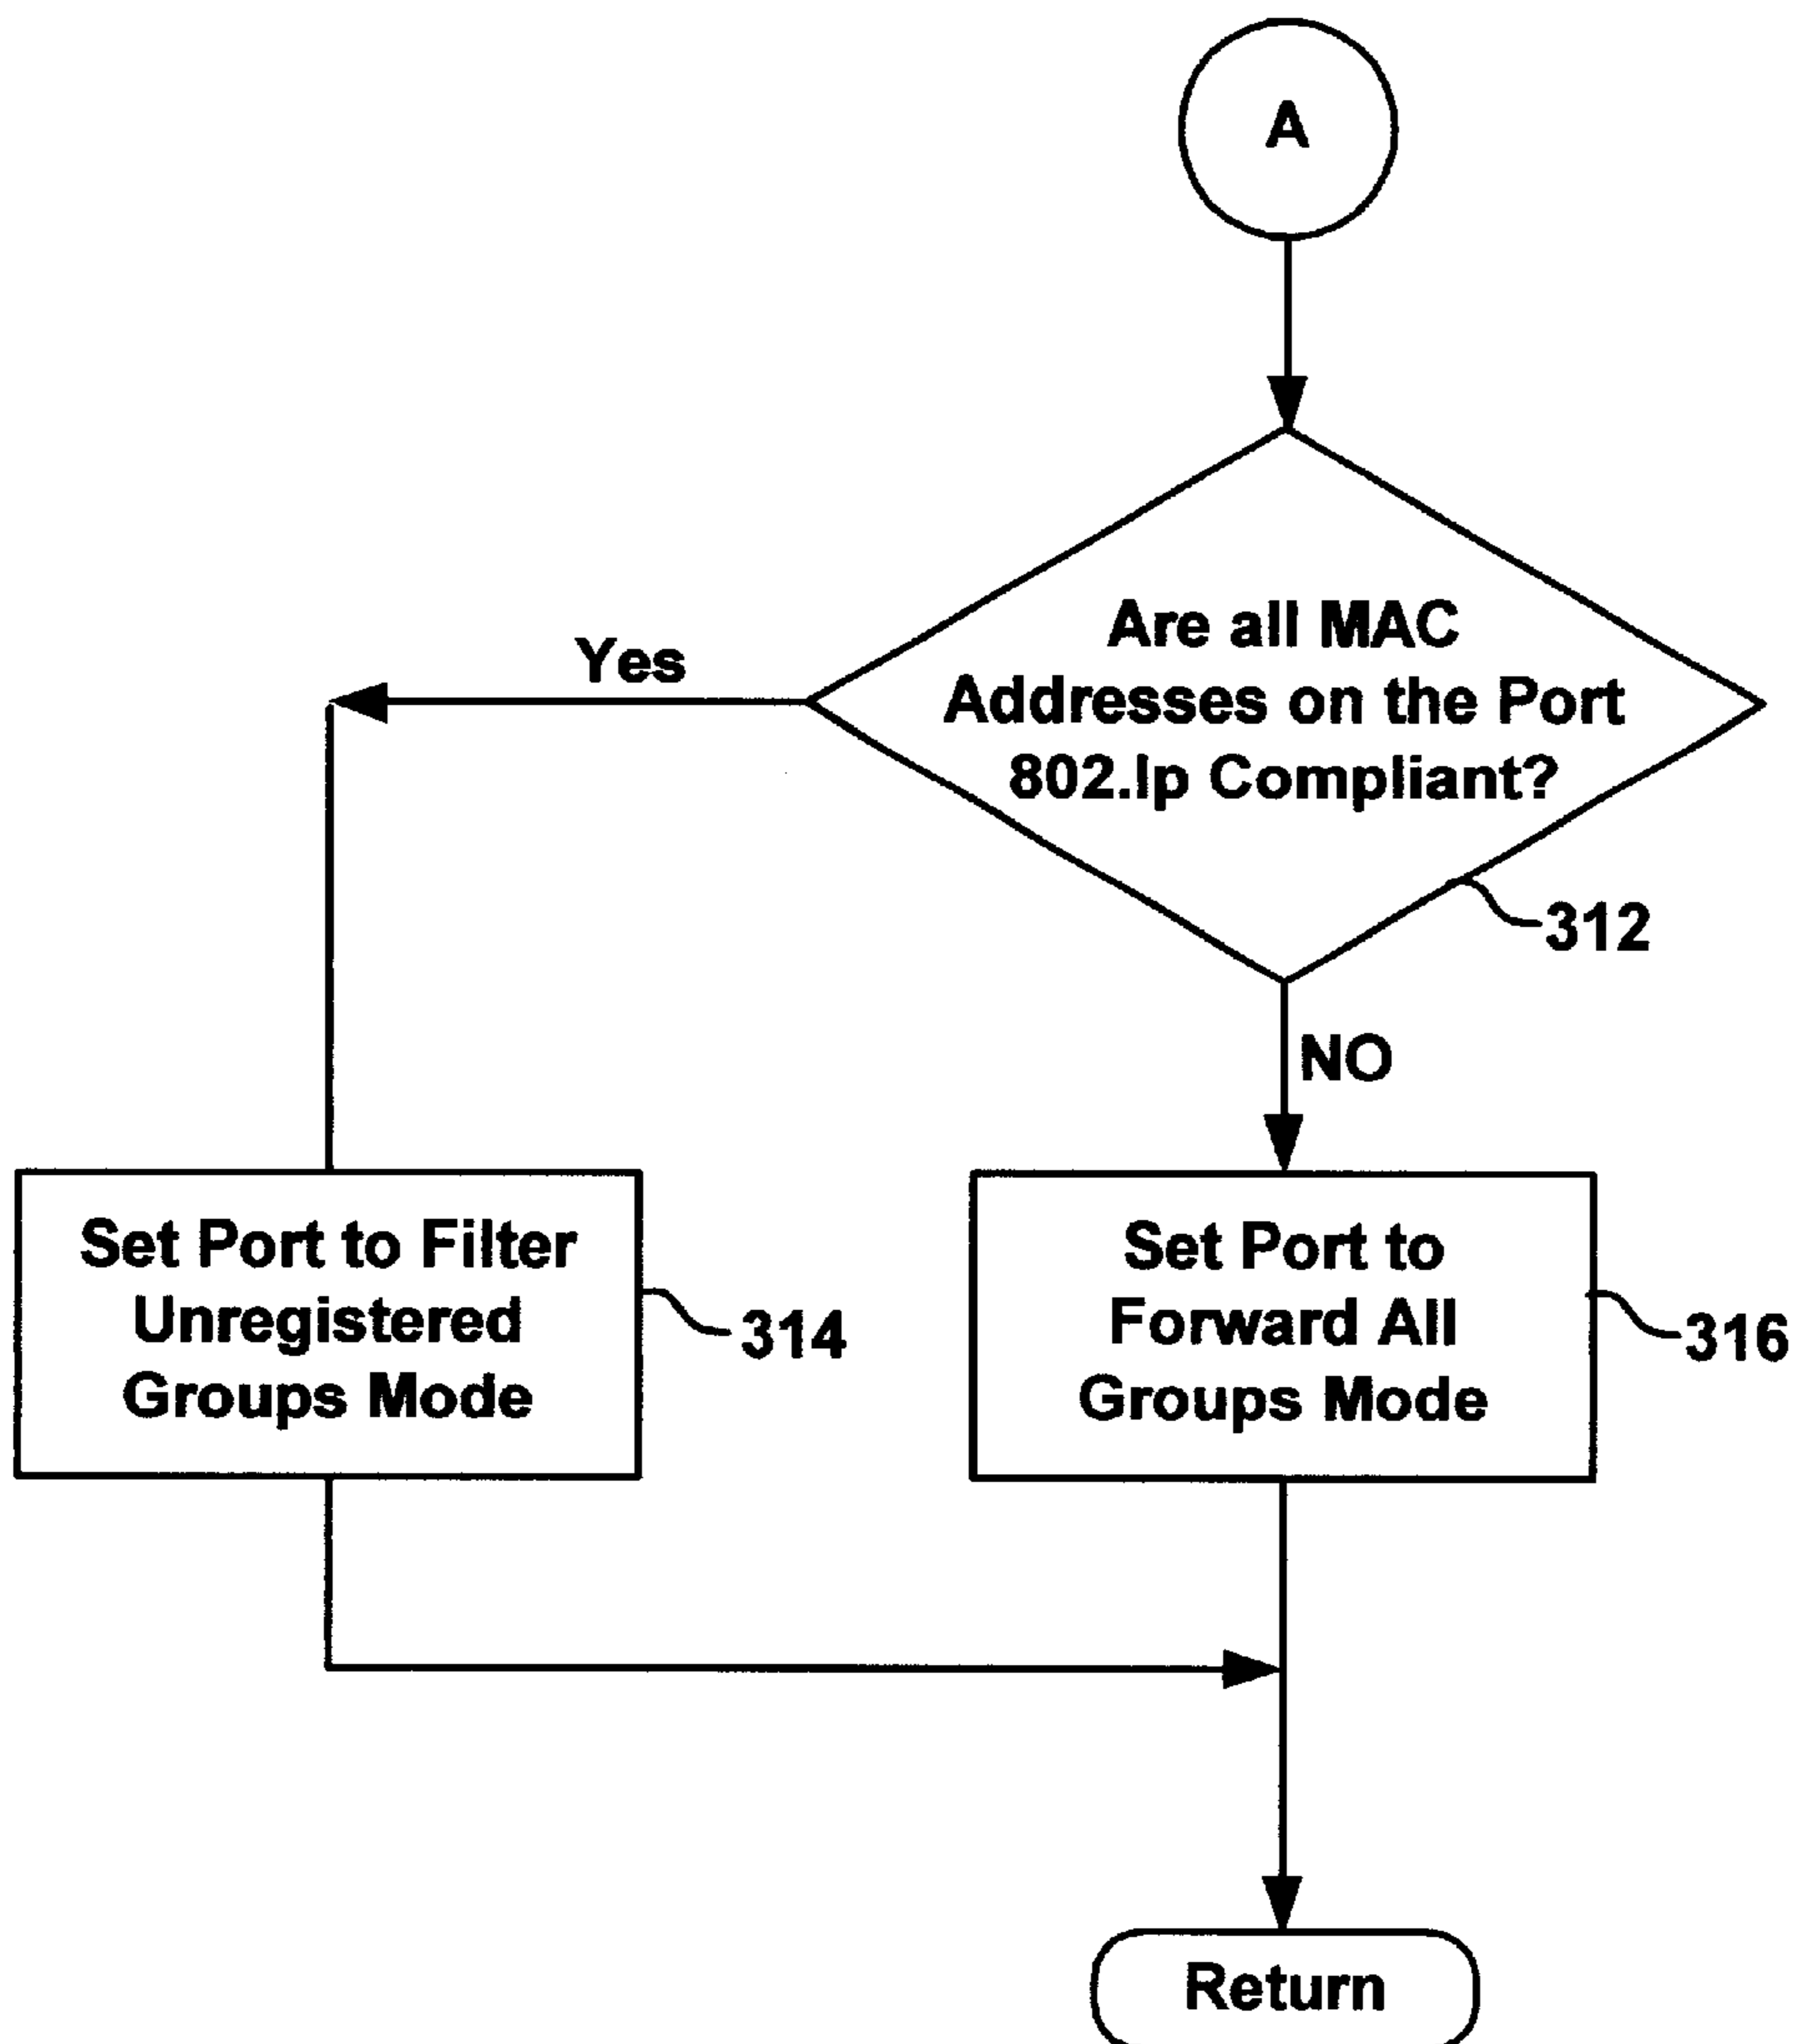 A
Are all MAC
Addresses on the Port
802.Ip Compliant?
Yes
312
NO
Set Port to Filter
Unregistered
Groups Mode
314
Set Port to
Forward All
Groups Mode
316
Return